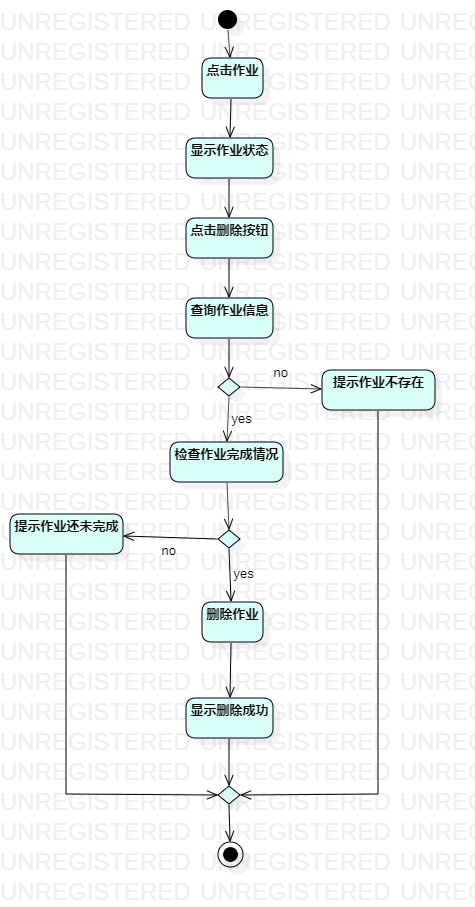 点击作业
显示作业状态
点击删除按钮
查询作业信息
no
提示作业不存在
yes
检查作业完成情况
提示作业还未完成
no
yes
删除作业
显示删除成功
UNREGISTERED